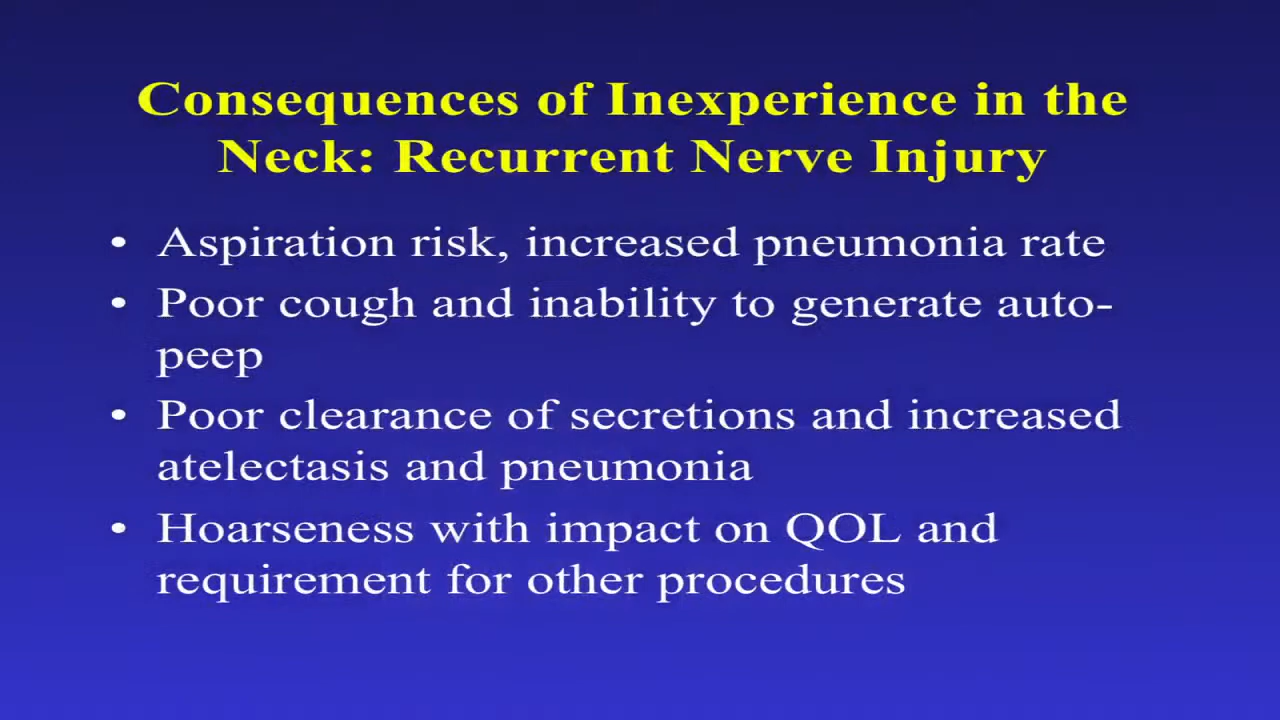 Consequences of Inexperience in the
Neck: Recurrent Nerve Injury
• Aspiration risk, increased pneumonia rate
• Poor cough and inability to generate auto-
peep
• Poor clearance of secretions and increased
atelectasis and pneumonia
• Hoarseness with impact on QOL and
requirement for other procedures